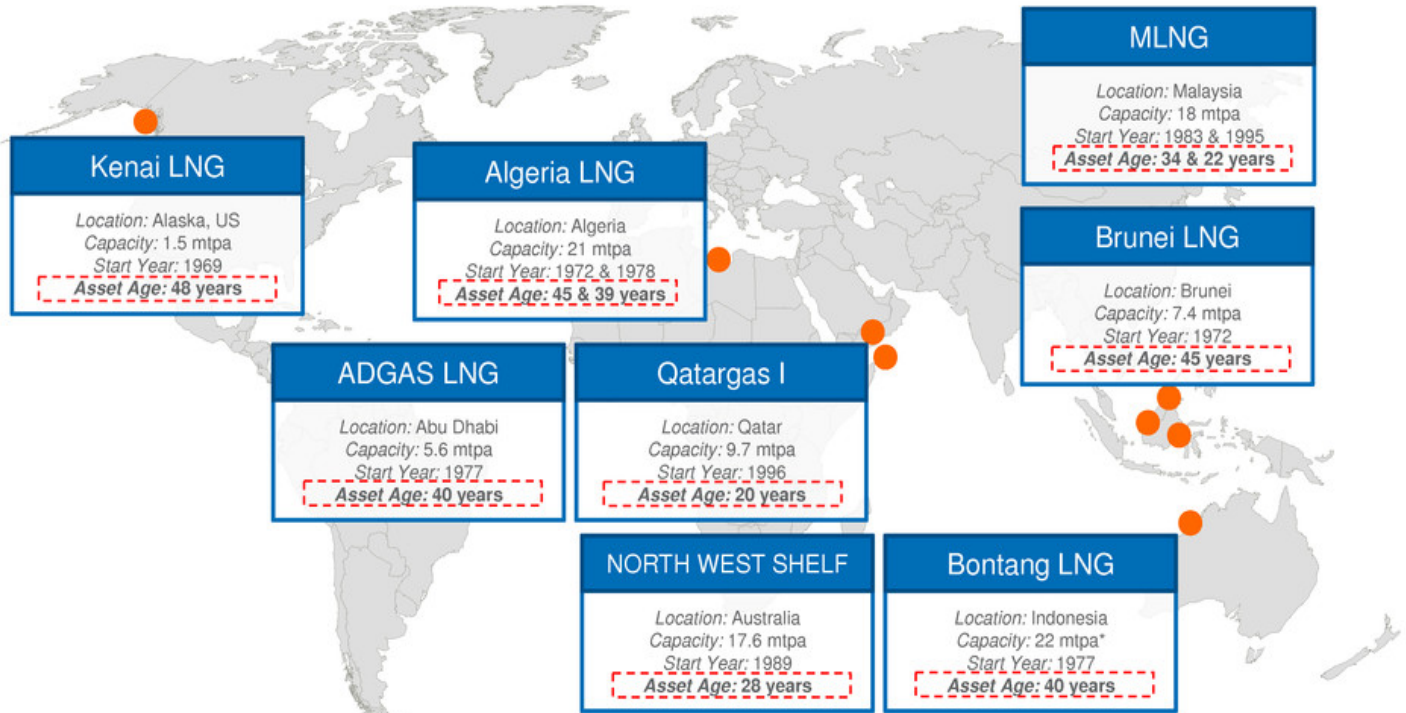 MLNG
Location: Malaysia
Capacity: 18 mtpa
Start Year: 1983 & 1995
Asset Age: 34 & 22 years
Kenai LNG
Location: Alaska, US
Capacity: 1.5 mtpa
Start Year: 1969
Asset Age: 48 years
Algeria LNG
Location: Algeria
Capacity: 21 mtpa
Start Year: 1972 & 1978
Asset Age: 45 & 39 years
Brunei LNG
Location: Brunei
Capacity: 7.4 mtpa
Start Year: 1972
Asset Age: 45 years
ADGAS LNG
Location: Abu Dhabi
Capacity: 5.6 mtpa
Start Year: 1977
Asset Age: 40 years
Qatargas I
Location: Qatar
Capacity: 9.7 mtpa
Start Year: 1996
Asset Age: 20 years
NORTH WEST SHELF
Location: Australia
Capacity: 17.6 mtpa
Start Year: 1989
Asset Age: 28 years
Bontang LNG
Location: Indonesia
Capacity: 22 mtpa*
Start Year: 1977
Asset Age: 40 years